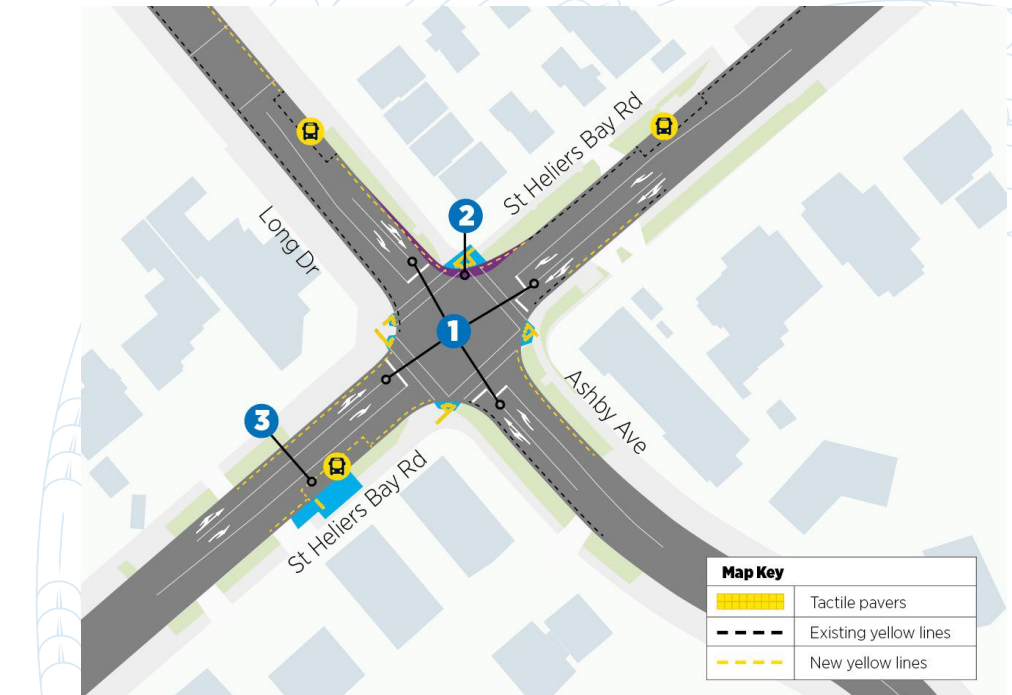 St Heliers Bay Rd
2
Long Dr
1
Ashby Ave
3
St Heliers Bay Rd
Map Key
Tactile pavers
Existing yellow lines
New yellow lines